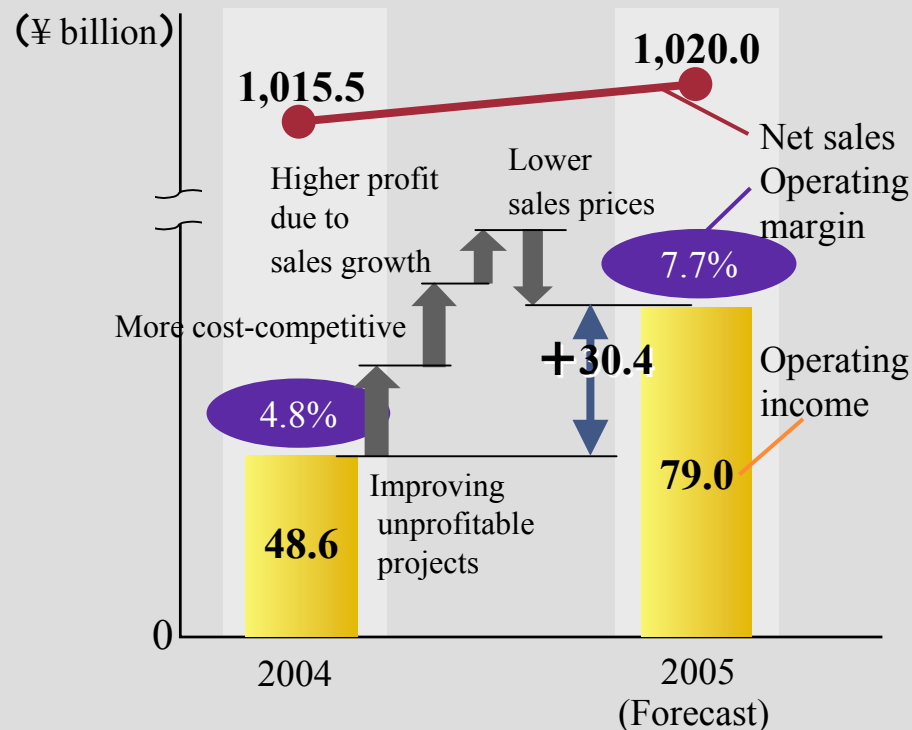 (¥ billion)
1,015.5
1,020.0
Net sales
Operating
margin
Higher profit
due to
sales growth
Lower
sales prices
7.7%
More cost-competitive
+30.4
Operating
income
4.8%
79.0
Improving
unprofitable
projects
48.6
0
2004
2005
(Forecast)